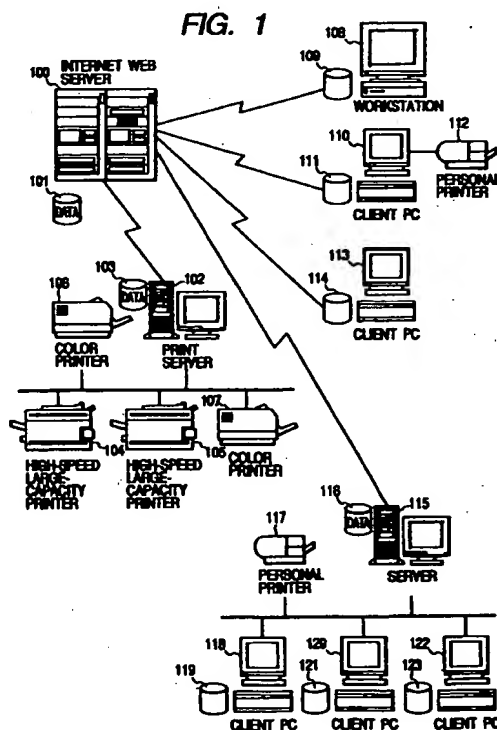 FIG. 1
INTERNET WEB
SERVER
100
101
DATA
108
109
WORKSTATION
110
111
CLIENT PC
112
PERSONAL
PRINTER
113
114
CLIENT PC
103
DATA
102
PRINT
SERVER
106
COLOR
PRINTER
104
HIGH-SPEED
LARGE-
CAPACITY
PRINTER
105
HIGH-SPEED
LARGE-
CAPACITY
PRINTER
107
COLOR
PRINTER
116
DATA
115
SERVER
117
PERSONAL
PRINTER
118
119
CLIENT PC
120
121
CLIENT PC
122
123
CLIENT PC